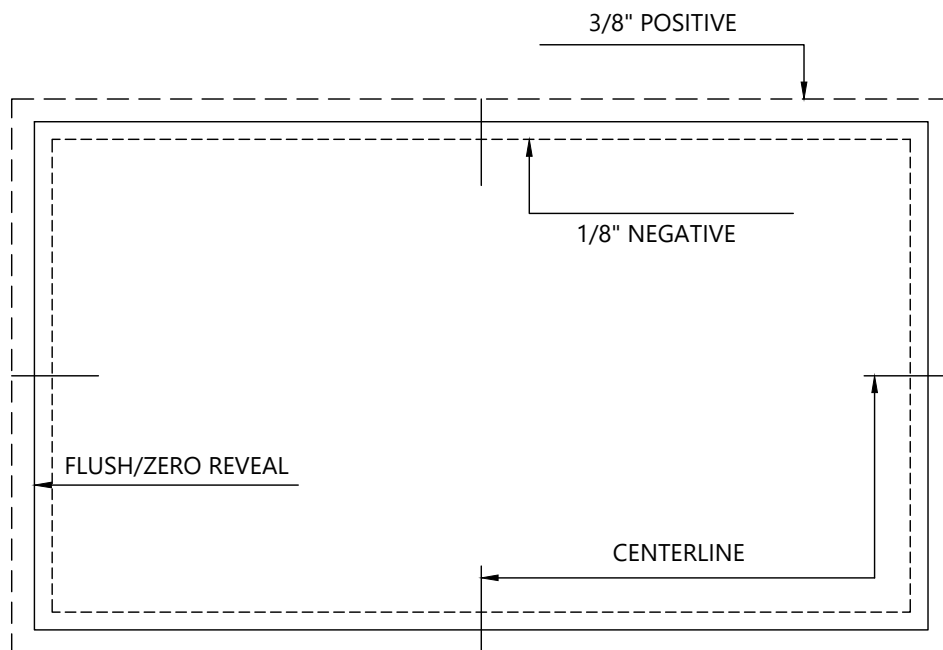 3/8" POSITIVE
1/8" NEGATIVE
FLUSH/ZERO REVEAL
CENTERLINE